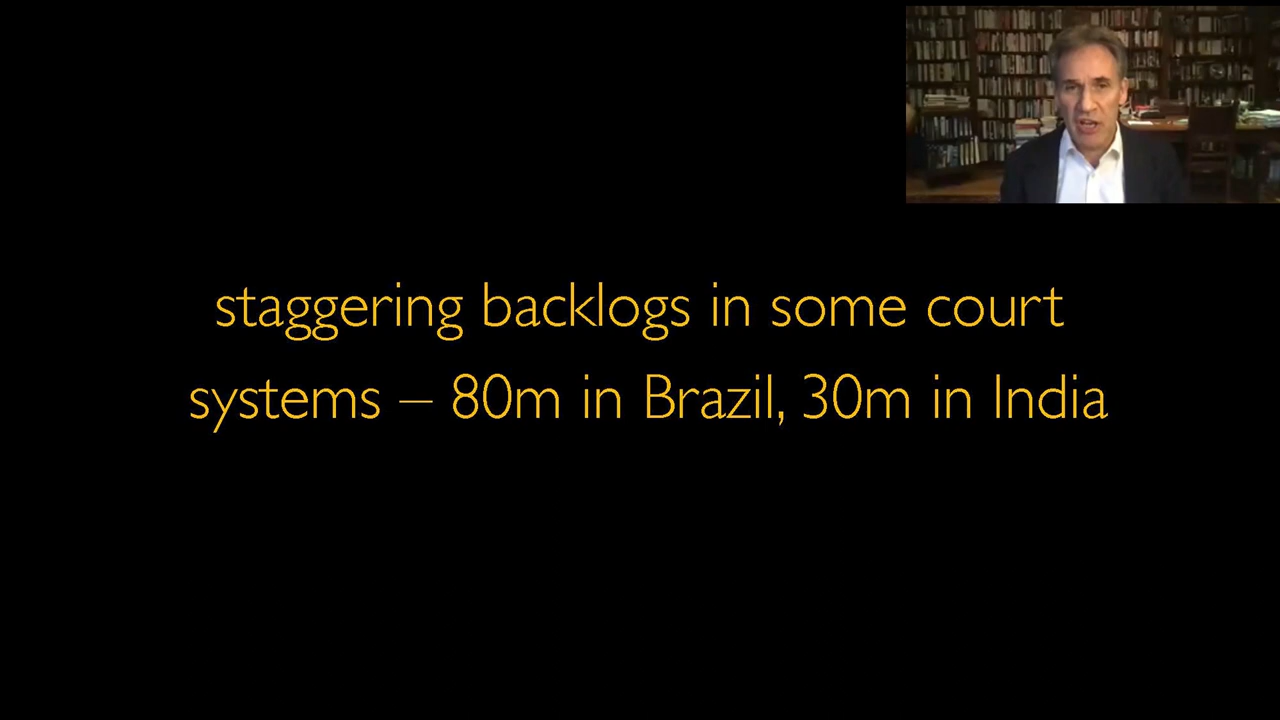 staggering backlogs in some court
systems – 80m in Brazil, 30m in India